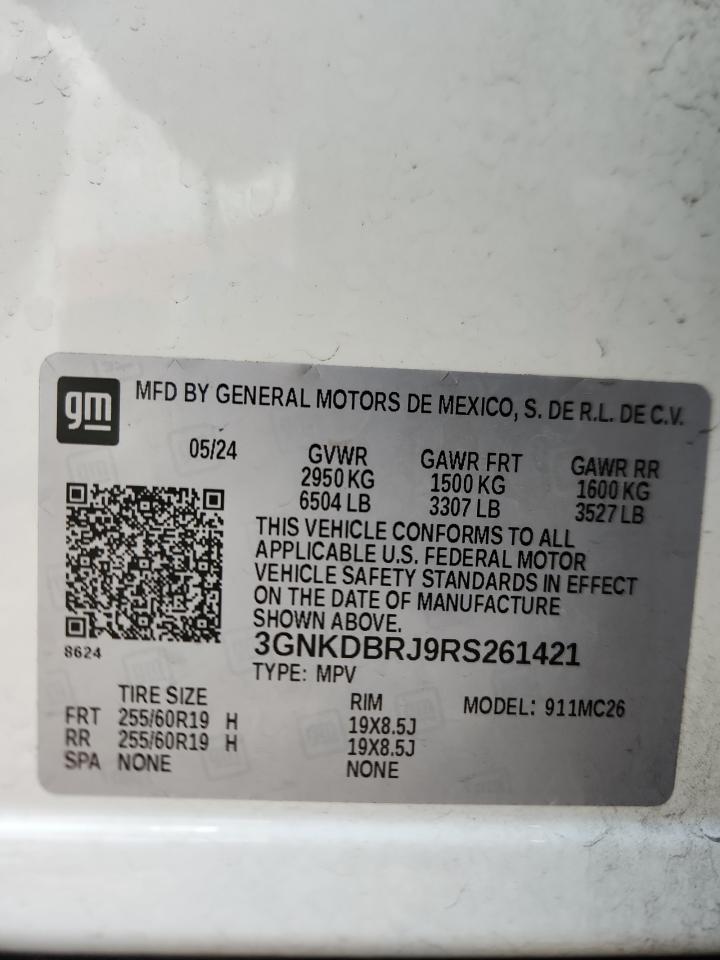 gm
MFD BY GENERAL MOTORS DE MEXICO, S. DE R.L. DE C.V.
05/24
GVWR GAWR FRT GAWR RR
2950 KG 1500 KG 1600 KG
6504 LB 3307 LB 3527 LB
THIS VEHICLE CONFORMS TO ALL
APPLICABLE U.S. FEDERAL MOTOR
VEHICLE SAFETY STANDARDS IN EFFECT
ON THE DATE OF MANUFACTURE
SHOWN ABOVE.
8624
3GNKDBRJ9RS261421
TYPE: MPV
TIRE SIZE RIM MODEL: 911MC26
FRT 255/60R19 H 19X8.5J
RR 255/60R19 H 19X8.5J
SPA NONE NONE